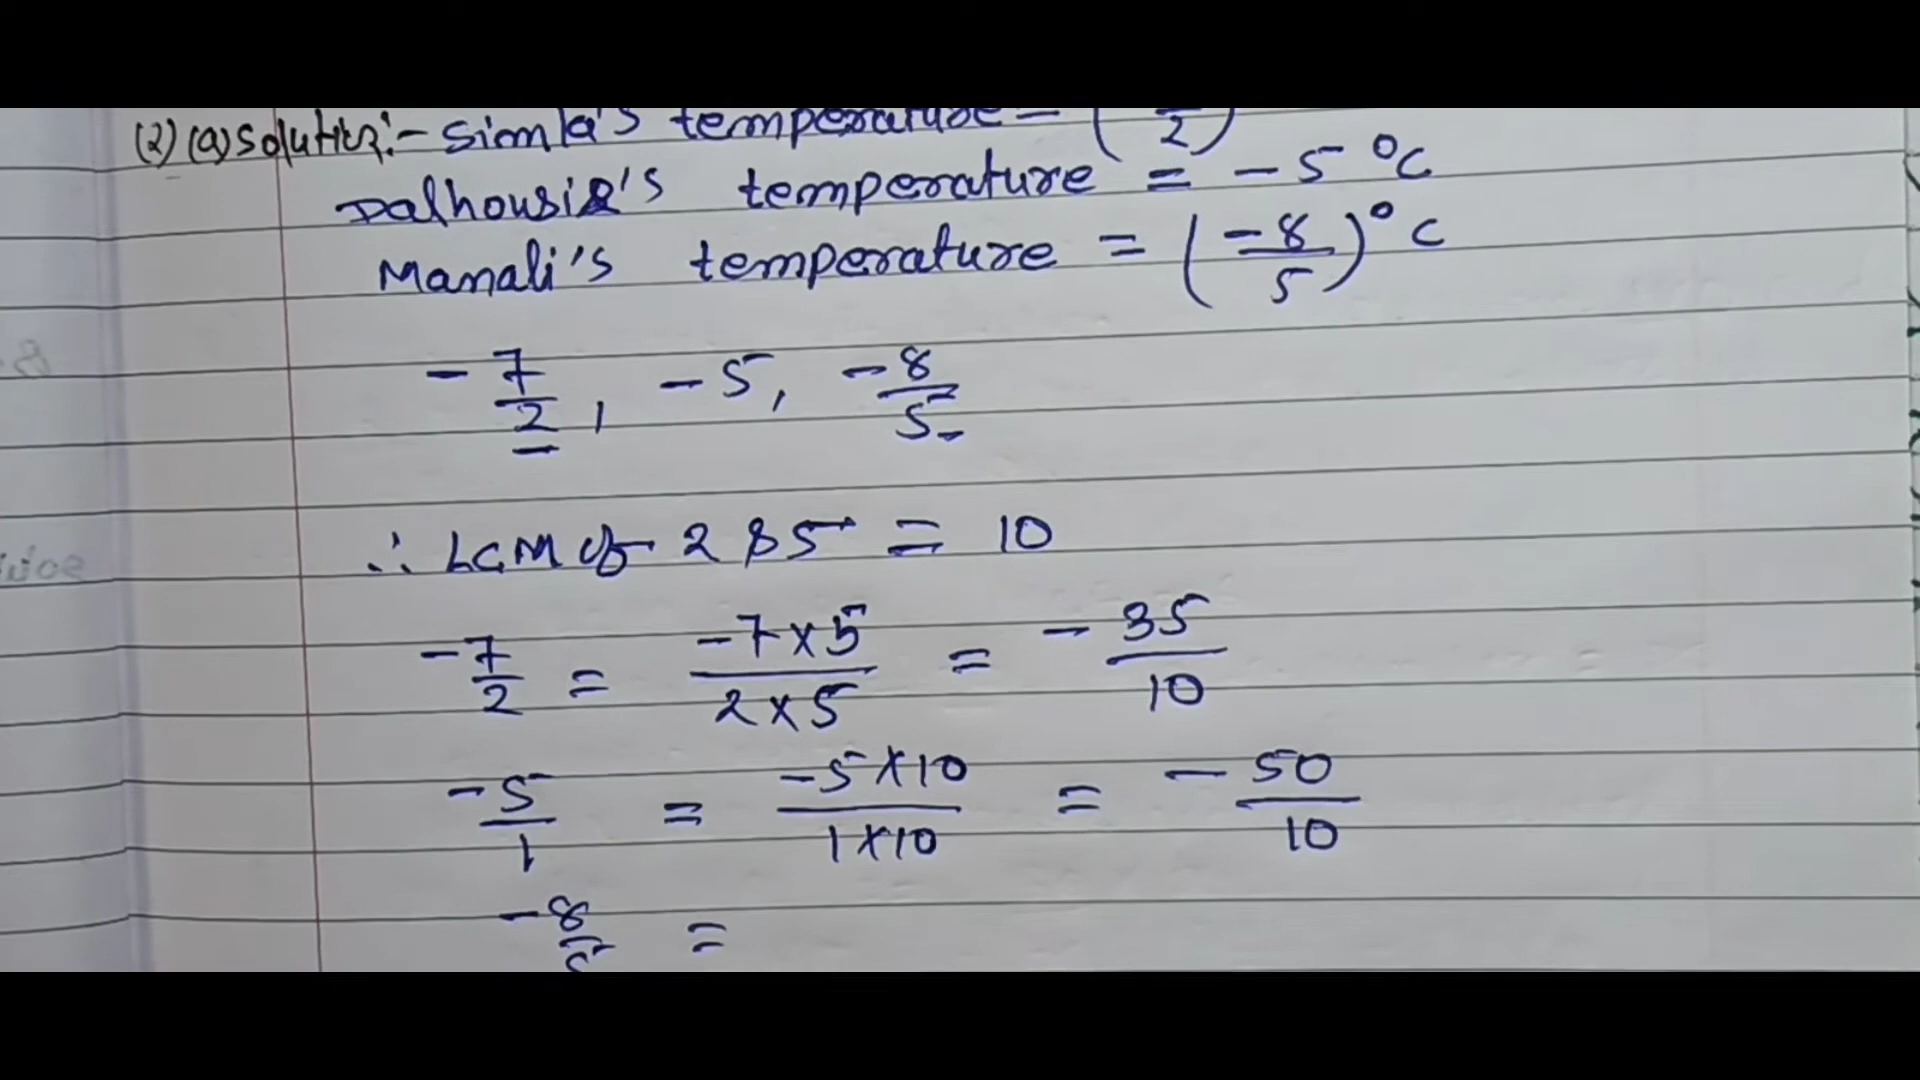 (2) (a) Solution:- Simla's temperature = ( /2)
Dalhousie's temperature = -5°C
Manali's temperature = (-8/5)°C
-7/2, -5, -8/5
∴ LCM of 2 & 5 = 10
-7/2 = -7×5/2×5 = -35/10
-5/1 = -5×10/1×10 = -50/10
-8/5 =